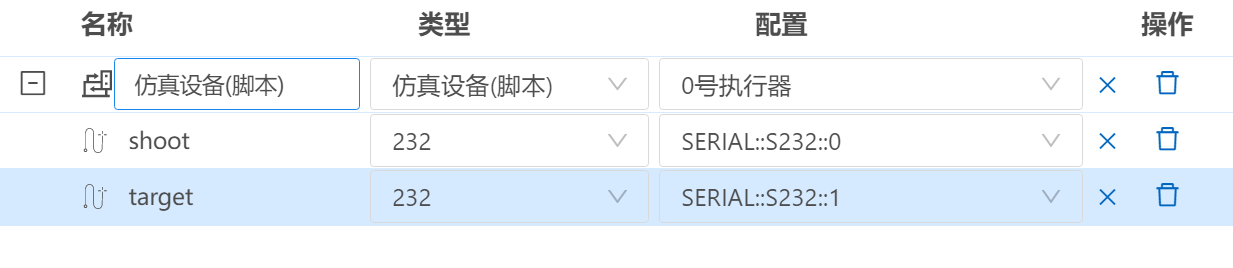 名称 类型 配置 操作
仿真设备(脚本) 仿真设备(脚本) 0号执行器
shoot 232 SERIAL::S232::0
target 232 SERIAL::S232::1